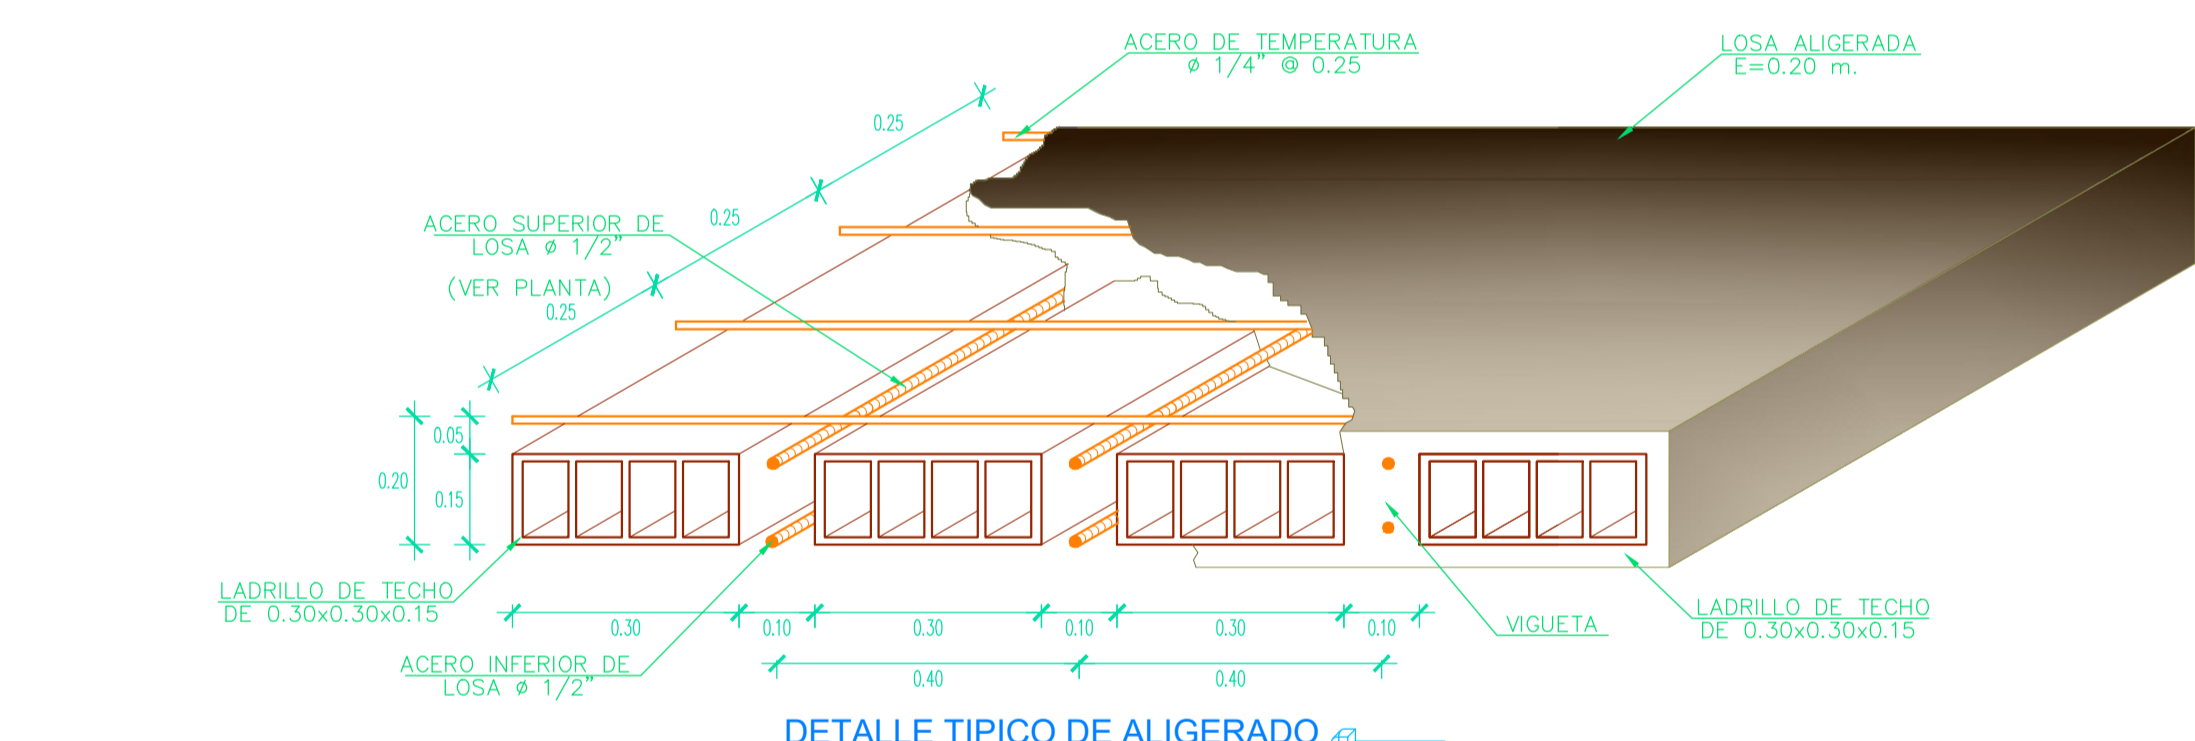 ACERO DE TEMPERATURA
ø 1/4" @ 0.25
LOSA ALIGERADA
E=0.20 m.
0.25
0.25
ACERO SUPERIOR DE
LOSA ø 1/2"
(VER PLANTA)
0.25
0.05
0.20
0.15
LADRILLO DE TECHO
DE 0.30x0.30x0.15
0.30
0.10
0.30
0.10
0.30
0.10
VIGUETA
LADRILLO DE TECHO
DE 0.30x0.30x0.15
ACERO INFERIOR DE
LOSA ø 1/2"
0.40
0.40
DETALLE TIPICO DE ALIGERADO